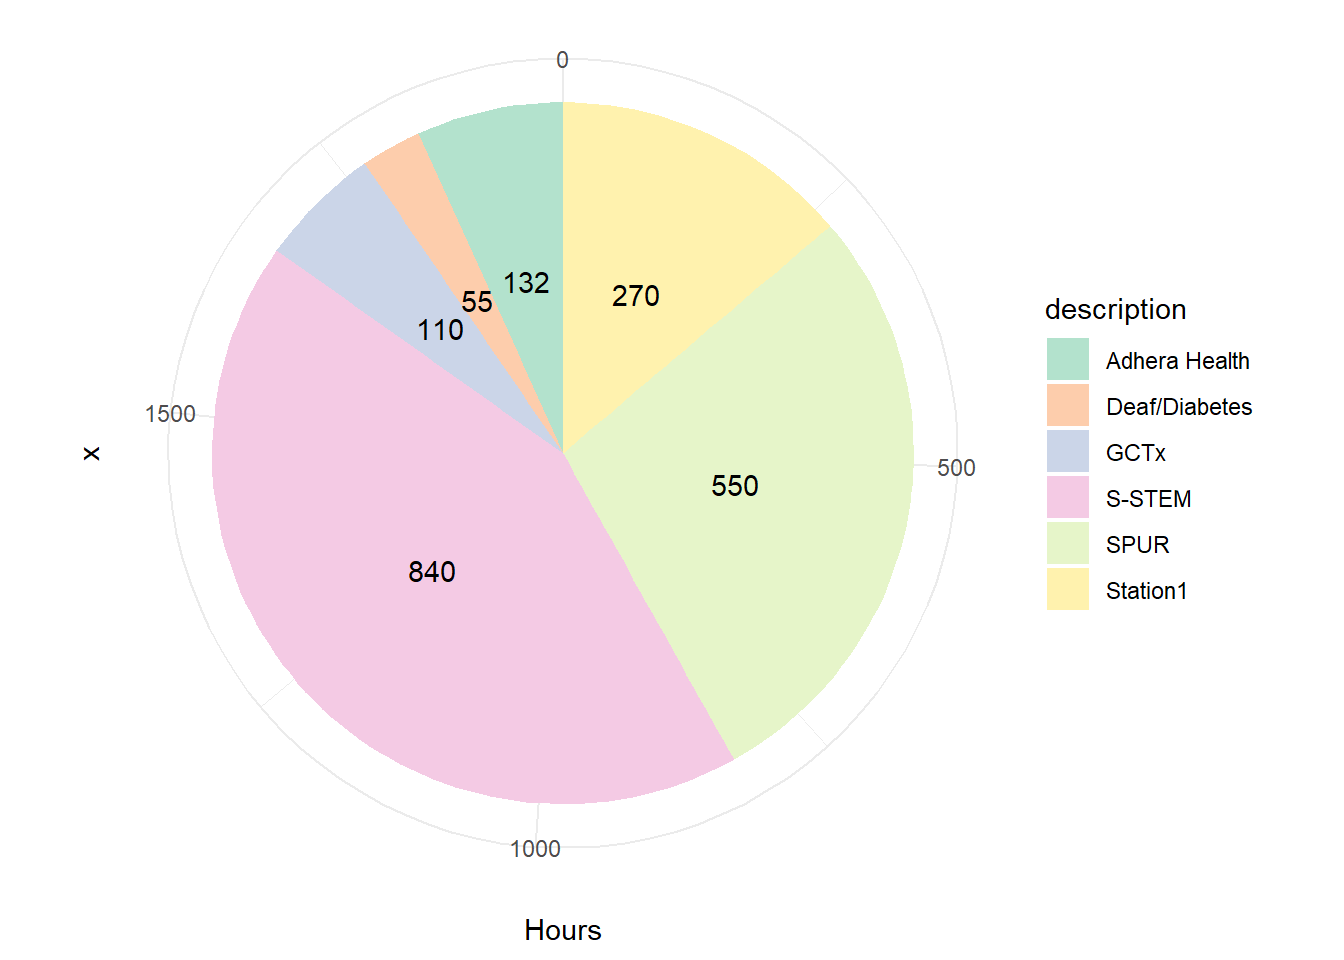 0
132
270
55
110
1500
500
550
840
1000
x
Hours
description
Adhera Health
Deaf/Diabetes
GCTx
S-STEM
SPUR
Station1